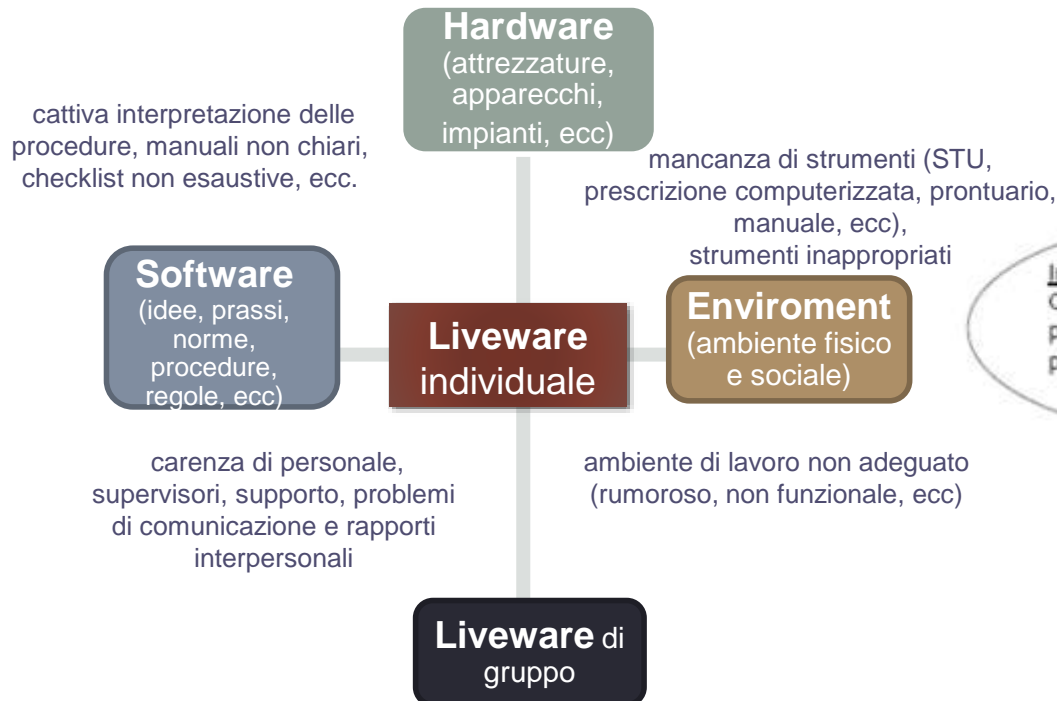 Hardware
(attrezzature,
apparecchi,
impianti, ecc)
cattiva interpretazione delle
procedure, manuali non chiari,
checklist non esaustive, ecc.
mancanza di strumenti (STU,
prescrizione computerizzata, prontuario,
manuale, ecc),
strumenti inappropriati
Software
(idee, prassi,
norme,
procedure,
regole, ecc)
Liveware
individuale
Enviroment
(ambiente fisico
e sociale)
carenza di personale,
supervisori, supporto, problemi
di comunicazione e rapporti
interpersonali
ambiente di lavoro non adeguato
(rumoroso, non funzionale, ecc)
Liveware di
gruppo